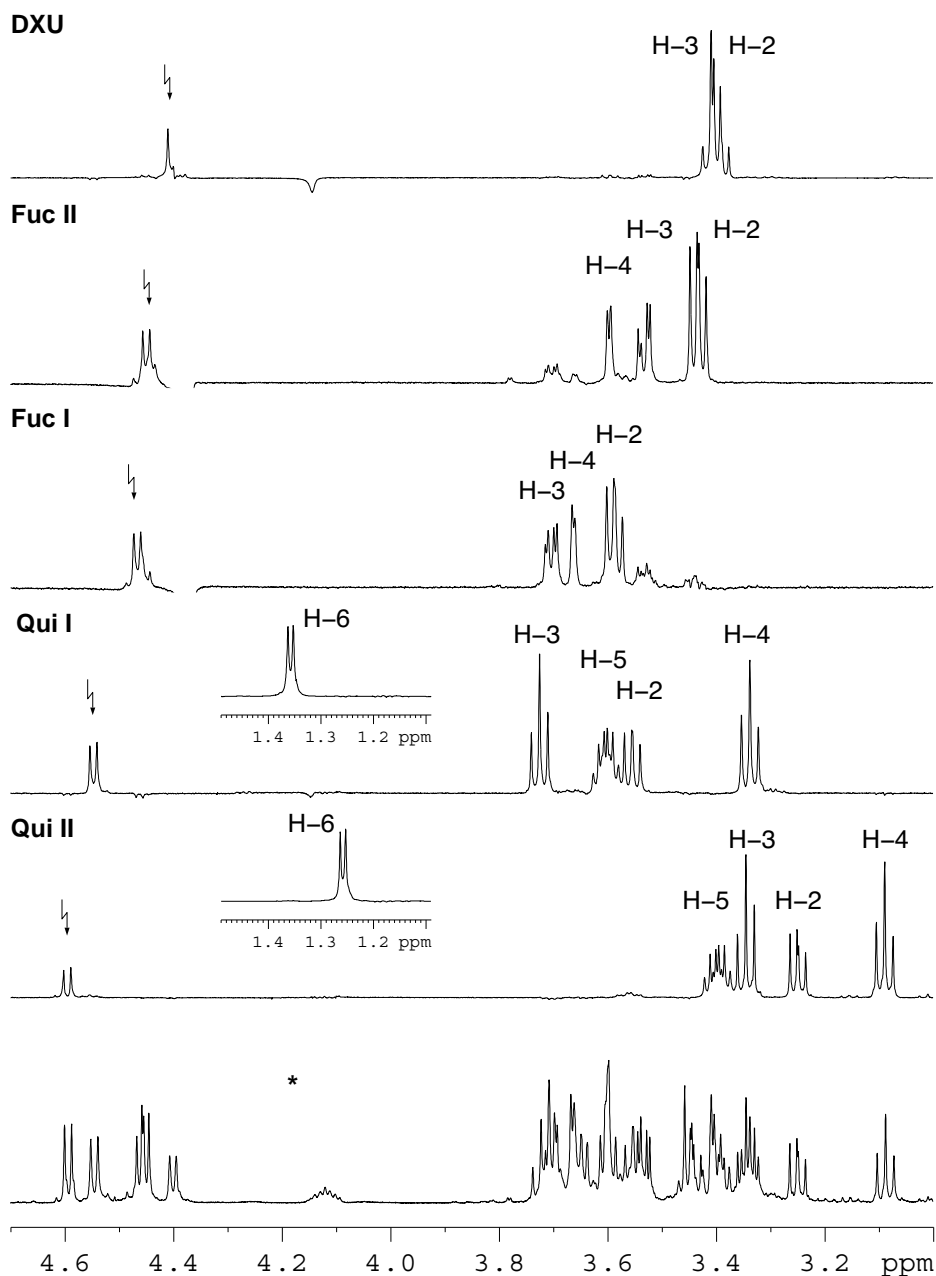 DXU
H–3 H–2
Fuc II
H–3 H–2
H–4
Fuc I
H–2
H–4
H–3
Qui I
H–6
H–3
H–4
H–5
H–2
1.4 1.3 1.2 ppm
Qui II
H–6
H–3
H–4
H–5
H–2
1.4 1.3 1.2 ppm
*
4.6 4.4 4.2 4.0 3.8 3.6 3.4 3.2 ppm